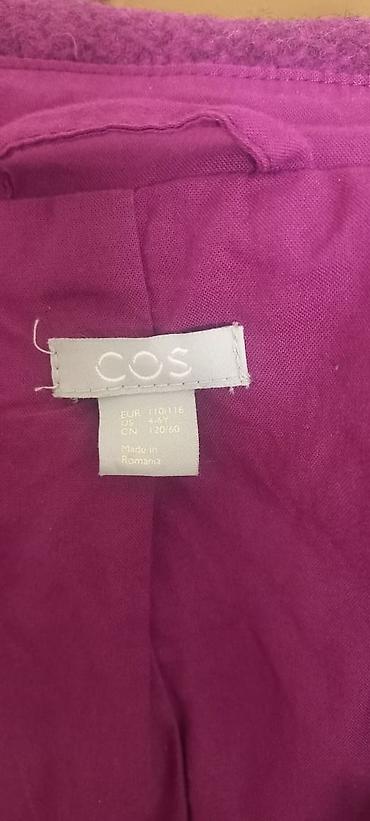 COS
EUR 110/116
US 4-6Y
CN 120/60
Made in
Romania